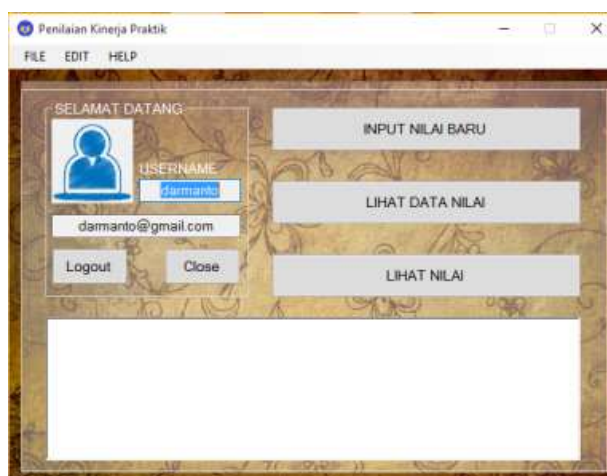 Penilaian Kinerja Praktik
FILE EDIT HELP
SELAMAT DATANG
USERNAME
darmanto
darmanto@gmail.com
Logout Close
INPUT NILAI BARU
LIHAT DATA NILAI
LIHAT NILAI